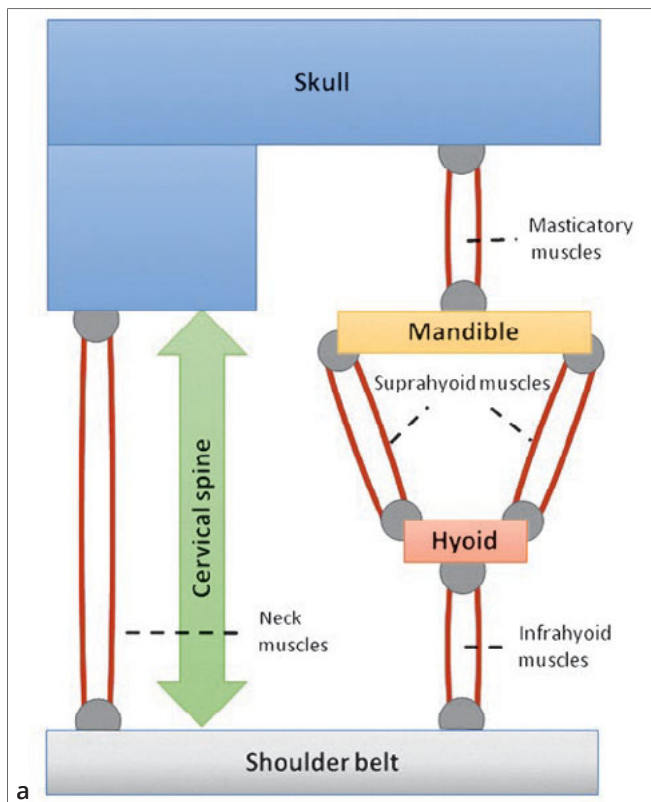 Skull
Masticatory
muscles
Mandible
Suprahyoid muscles
Cervical spine
Hyoid
Neck
muscles
Infrahyoid
muscles
Shoulder belt
a